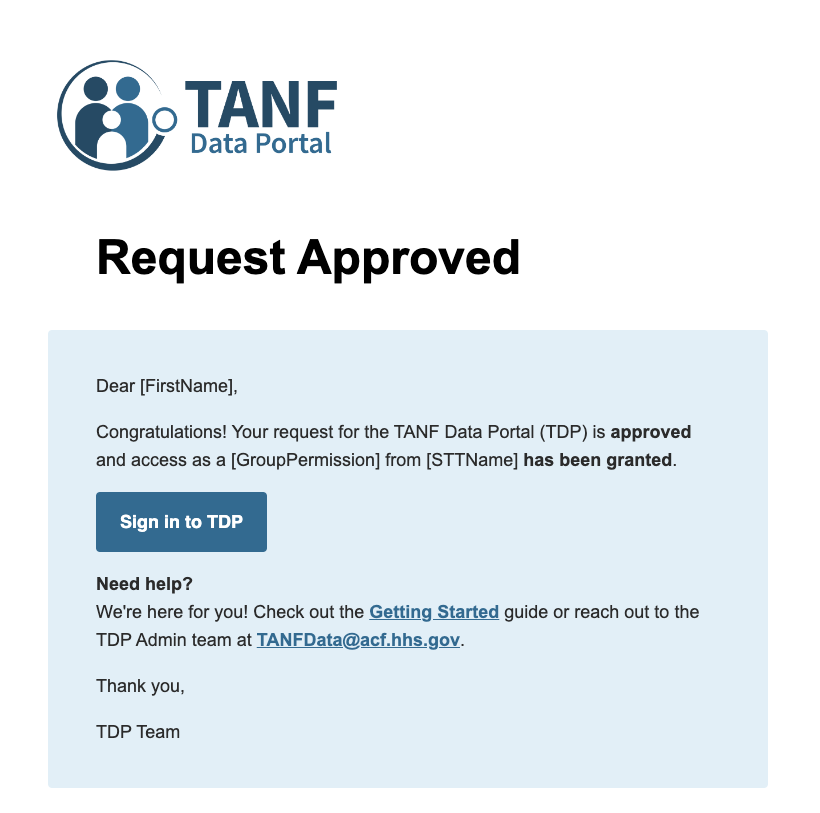 TANF
Data Portal
Request Approved
Dear [FirstName],
Congratulations! Your request for the TANF Data Portal (TDP) is approved
and access as a [GroupPermission] from [STTName] has been granted.
Sign in to TDP
Need help?
We're here for you! Check out the Getting Started guide or reach out to the
TDP Admin team at TANFData@acf.hhs.gov.
Thank you,
TDP Team